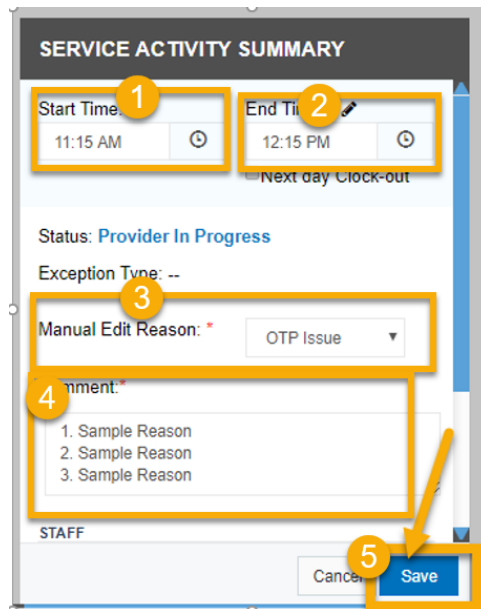 SERVICE ACTIVITY SUMMARY
1
2
Start Time:
End Ti
11:15 AM
12:15 PM
Next day Clock-out
Status: Provider In Progress
Exception Type: --
3
Manual Edit Reason: *
OTP Issue
4
mment:*
1. Sample Reason
2. Sample Reason
3. Sample Reason
STAFF
5
Cancel
Save